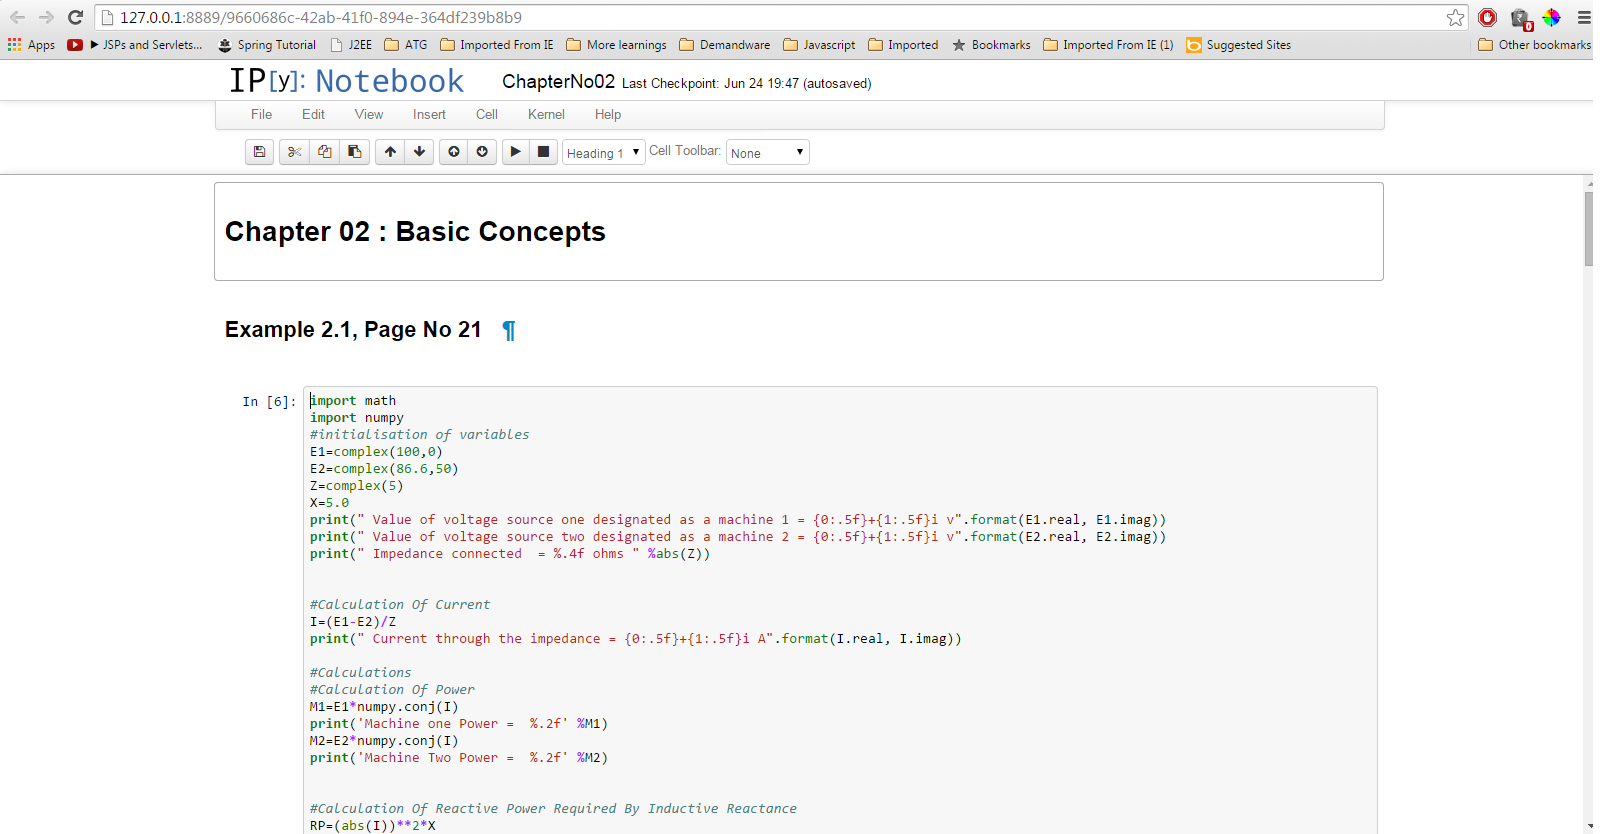 127.0.0.1:8889/9660686c-42ab-41f0-894e-364df239b8b9
Apps ▶ JSPs and Servlets... Spring Tutorial J2EE ATG Imported From IE More learnings Demandware Javascript Imported Bookmarks Imported From IE (1) Suggested Sites Other bookmarks
0
IP[y]: Notebook ChapterNo02 Last Checkpoint: Jun 24 19:47 (autosaved)
File Edit View Insert Cell Kernel Help
Heading 1 Cell Toolbar: None
Chapter 02 : Basic Concepts
Example 2.1, Page No 21 ¶
In [6]: import math
import numpy
#initialisation of variables
E1=complex(100,0)
E2=complex(86.6,50)
Z=complex(5)
X=5.0
print(" Value of voltage source one designated as a machine 1 = {0:.5f}+{1:.5f}i v".format(E1.real, E1.imag))
print(" Value of voltage source two designated as a machine 2 = {0:.5f}+{1:.5f}i v".format(E2.real, E2.imag))
print(" Impedance connected  = %.4f ohms " %abs(Z))
#Calculation Of Current
I=(E1-E2)/Z
print(" Current through the impedance = {0:.5f}+{1:.5f}i A".format(I.real, I.imag))
#Calculations
#Calculation Of Power
M1=E1*numpy.conj(I)
print('Machine one Power =  %.2f' %M1)
M2=E2*numpy.conj(I)
print('Machine Two Power =  %.2f' %M2)
#Calculation Of Reactive Power Required By Inductive Reactance
RP=(abs(I))**2*X